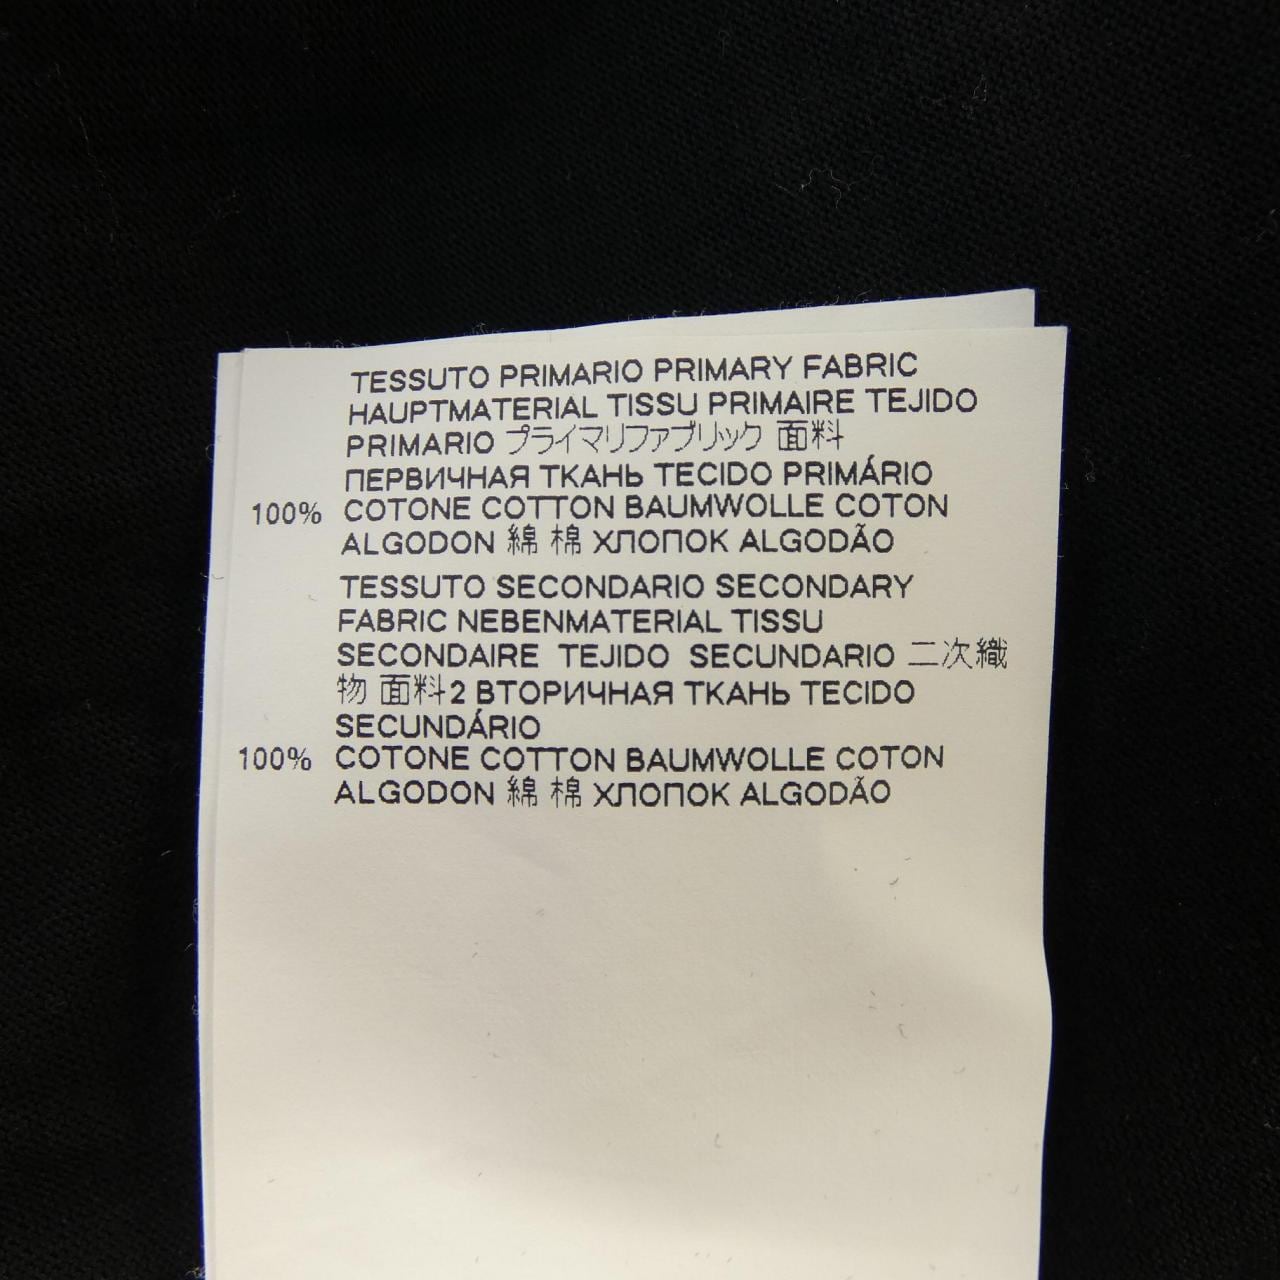 TESSUTO PRIMARIO PRIMARY FABRIC
HAUPTMATERIAL TISSU PRIMAIRE TEJIDO
PRIMARIO プライマリファブリック 面料
ПЕРВИЧНАЯ ТКАНЬ TECIDO PRIMÁRIO
100% COTONE COTTON BAUMWOLLE COTON
ALGODON 綿 棉 ХЛОПОК ALGODÃO
TESSUTO SECONDARIO SECONDARY
FABRIC NEBENMATERIAL TISSU
SECONDAIRE TEJIDO SECUNDARIO 二次織
物 面料2 ВТОРИЧНАЯ ТКАНЬ TECIDO
SECUNDÁRIO
100% COTONE COTTON BAUMWOLLE COTON
ALGODON 綿 棉 ХЛОПОК ALGODÃO